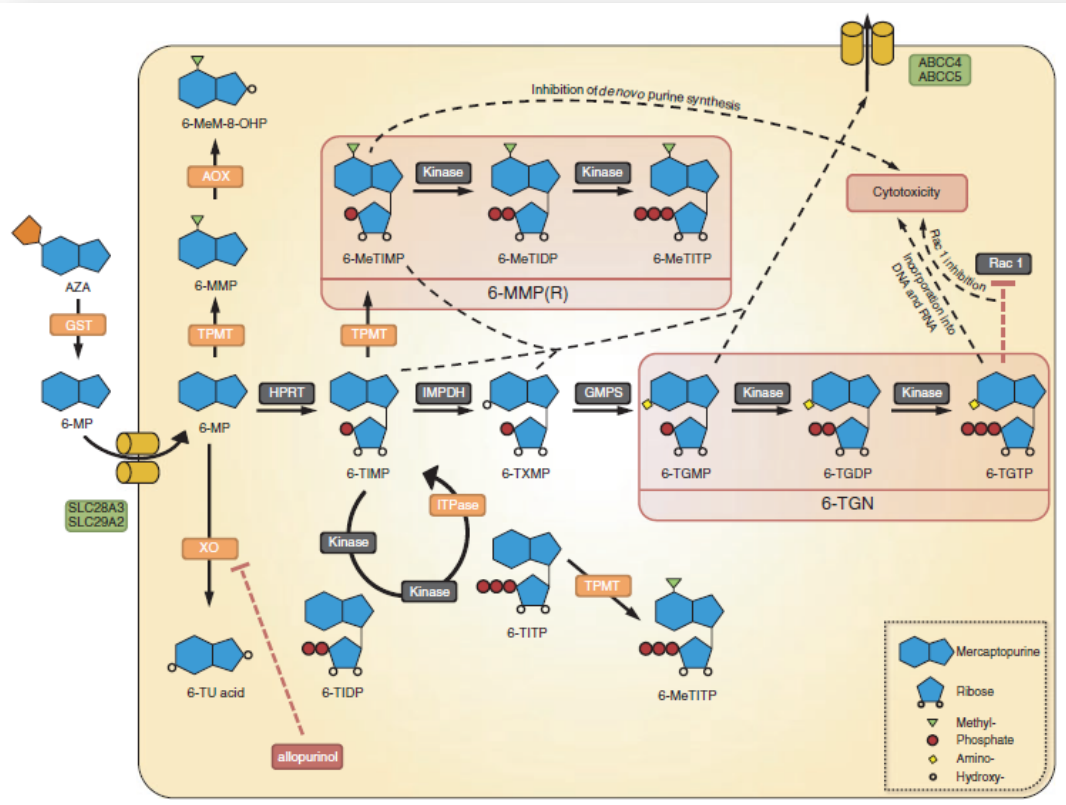 ABCC4
ABCC5
6-MeM-8-OHP
Inhibition of de novo purine synthesis
AOX
Kinase
Kinase
Cytotoxicity
6-MMP
6-MeTIMP
6-MeTIDP
6-MeTITP
6-MMP(R)
Rac 1 inhibition
Incorporation into
DNA and RNA
Rac 1
AZA
GST
TPMT
TPMT
6-MP
6-MP
HPRT
IMPDH
GMPS
Kinase
Kinase
6-TIMP
6-TXMP
6-TGMP
6-TGDP
6-TGTP
6-TGN
SLC28A3
SLC29A2
ITPase
Kinase
Kinase
XO
6-TITP
TPMT
6-TU acid
6-TIDP
6-MeTITP
allopurinol
Mercaptopurine
Ribose
Methyl-
Phosphate
Amino-
Hydroxy-